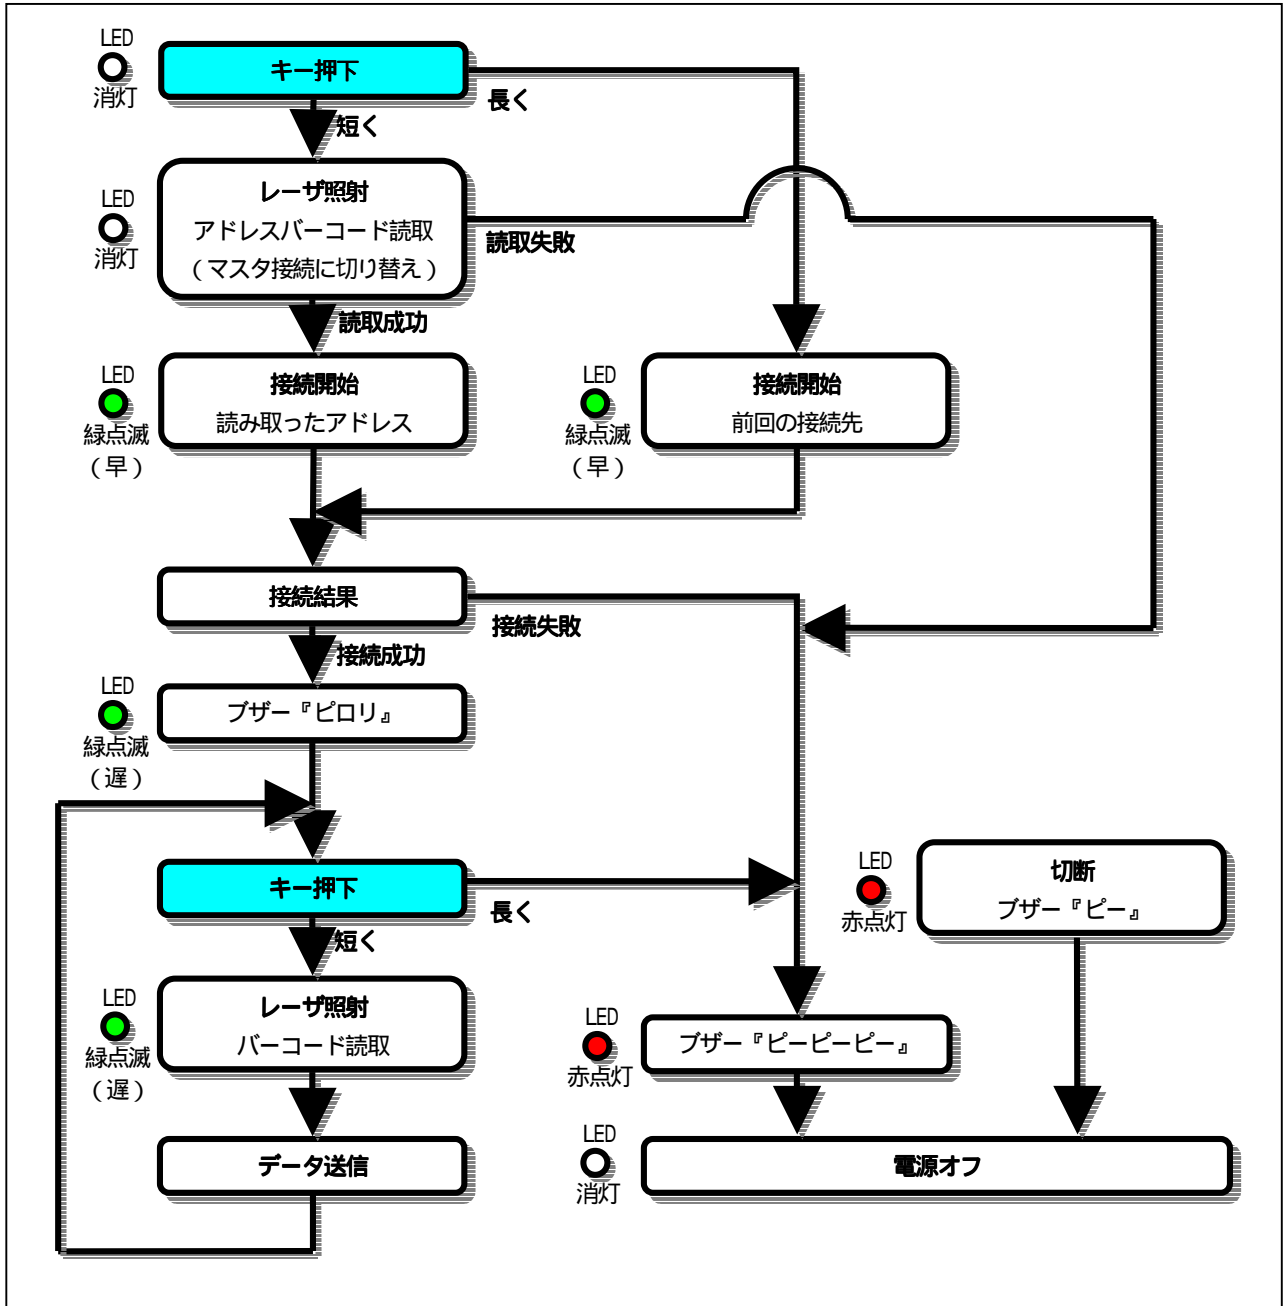 LED
消灯
キー押下
長く
短く
LED
消灯
レーザ照射
アドレスバーコード読取
（マスタ接続に切り替え）
読取失敗
読取成功
LED
緑点滅
（早）
接続開始
読み取ったアドレス
LED
緑点滅
（早）
接続開始
前回の接続先
接続結果
接続失敗
接続成功
LED
緑点滅
（遅）
ブザー『ピロリ』
キー押下
長く
短く
LED
赤点灯
切断
ブザー『ピー』
LED
緑点滅
（遅）
レーザ照射
バーコード読取
LED
赤点灯
ブザー『ピーピーピー』
データ送信
LED
消灯
電源オフ